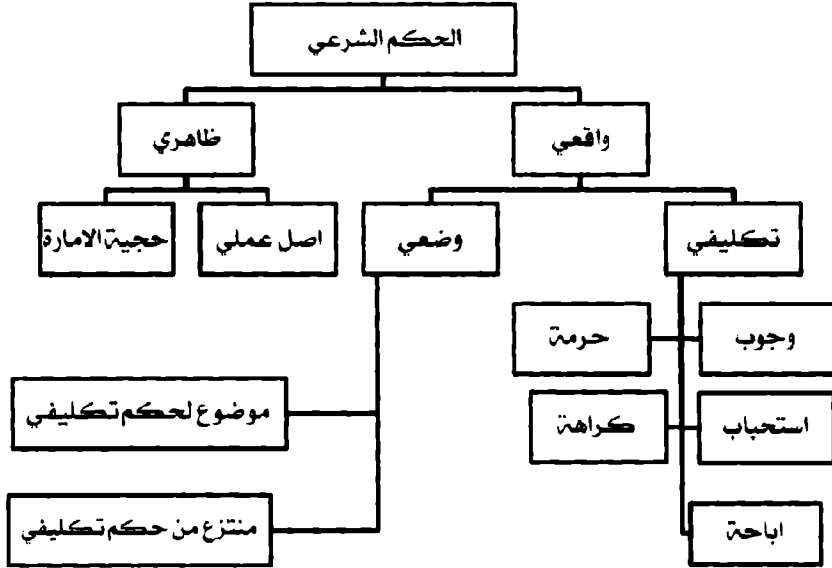 الحكم الشرعي
واقعي
ظاهري
تكليفي
وضعي
اصل عملي
حجية الامارة
وجوب
حرمة
استحباب
كراهة
اباحة
موضوع لحكم تكليفي
منتزع من حكم تكليفي